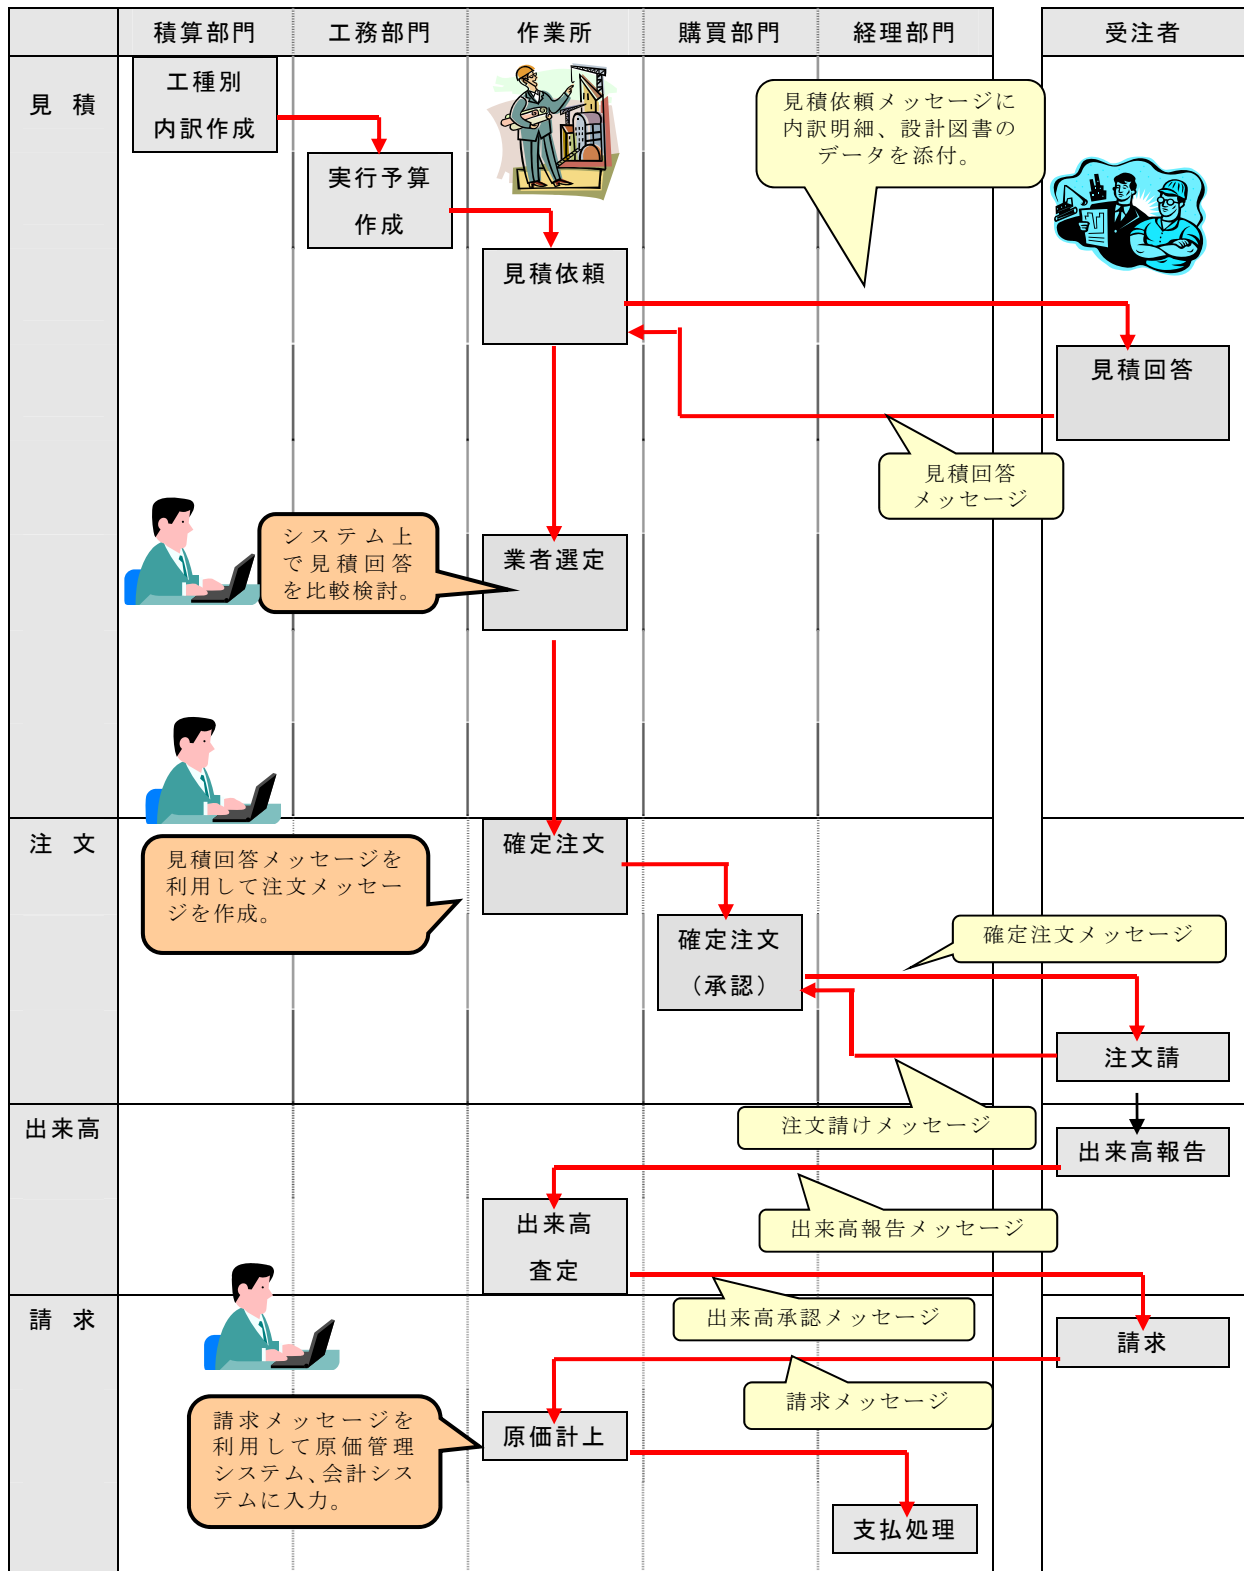 積算部門
工務部門
作業所
購買部門
経理部門
受注者
見 積
工種別
内訳作成
見積依頼メッセージに
内訳明細、設計図書の
データを添付。
実行予算
作成
見積依頼
見積回答
見積回答
メッセージ
システム上
で見積回答
を比較検討。
業者選定
注 文
確定注文
見積回答メッセージを
利用して注文メッセー
ジを作成。
確定注文
（承認）
確定注文メッセージ
注文請
注文請けメッセージ
出来高
出来高報告
出来高報告メッセージ
出来高
査定
出来高承認メッセージ
請 求
請求
請求メッセージ
請求メッセージを
利用して原価管理
システム、会計シス
テムに入力。
原価計上
支払処理